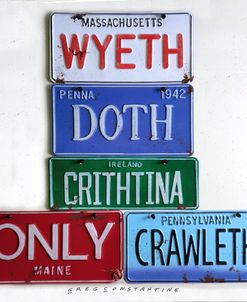 MASSACHUSETTS
WYETH
PENNA 1942
DOTH
IRELAND
CRITHTINA
ONLY
MAINE
PENNSYLVANIA
CRAWLETH
GREG CONSTANTINE